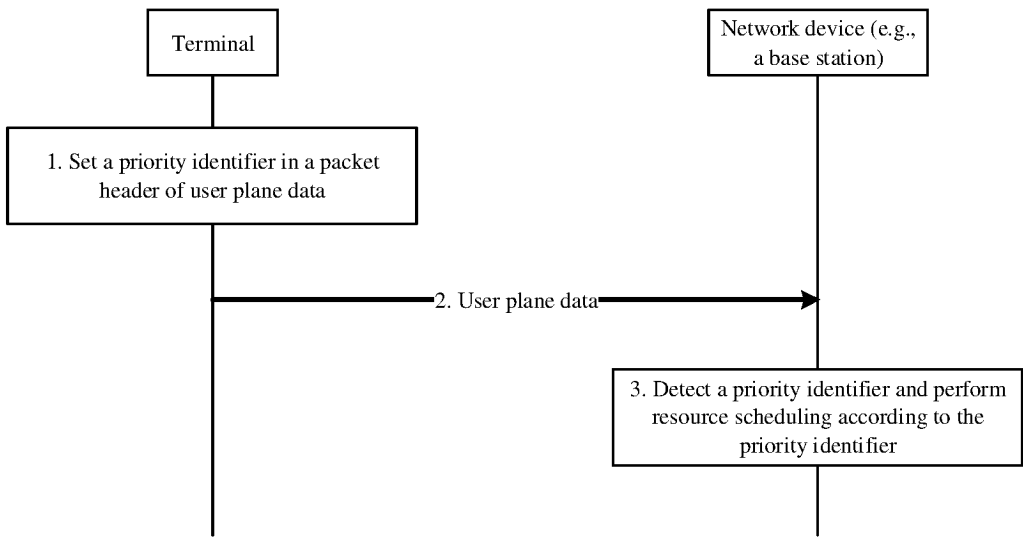 Terminal
Network device (e.g.,
a base station)
1. Set a priority identifier in a packet
header of user plane data
2. User plane data
3. Detect a priority identifier and perform
resource scheduling according to the
priority identifier